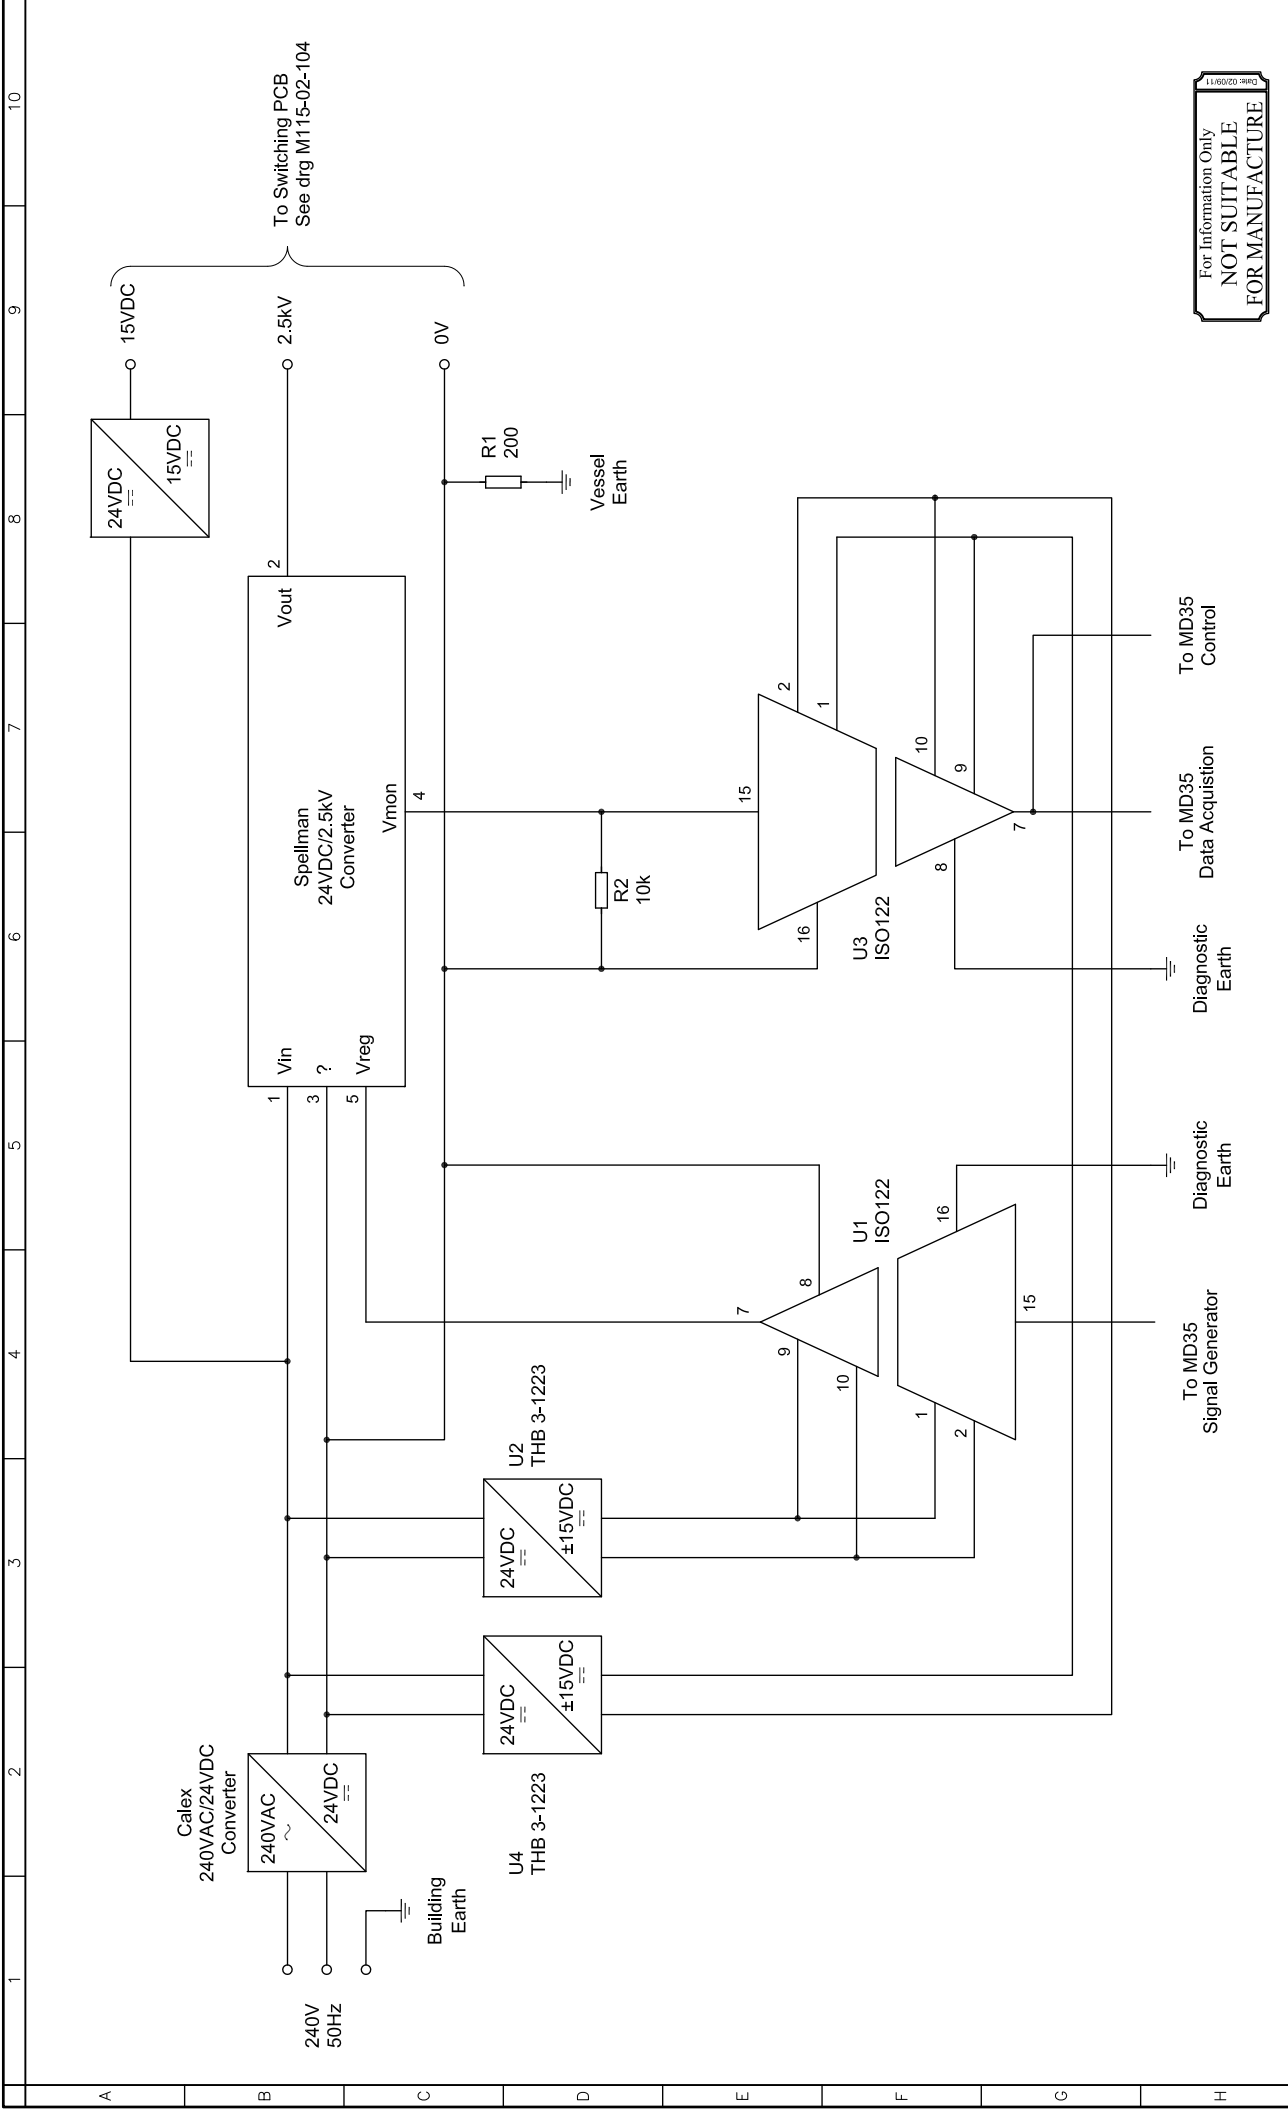 1
2
3
4
5
6
7
8
9
10
A
B
C
D
E
F
G
H
24VDC
15VDC
15VDC
2.5kV
0V
To Switching PCB
See drg M115-02-104
Calex
240VAC/24VDC
Converter
240VAC
24VDC
240V
50Hz
Building
Earth
Spellman
24VDC/2.5kV
Converter
Vin
?
Vreg
Vout
Vmon
1
3
5
2
4
R1
200
Vessel
Earth
U4
THB 3-1223
24VDC
±15VDC
U2
THB 3-1223
24VDC
±15VDC
R2
10k
7
9
8
10
U1
ISO122
1
2
16
15
15
16
2
1
U3
ISO122
10
9
8
7
To MD35
Signal Generator
Diagnostic
Earth
Diagnostic
Earth
To MD35
Data Acquistion
To MD35
Control
For Information Only
NOT SUITABLE
FOR MANUFACTURE
Date: 02/09/11